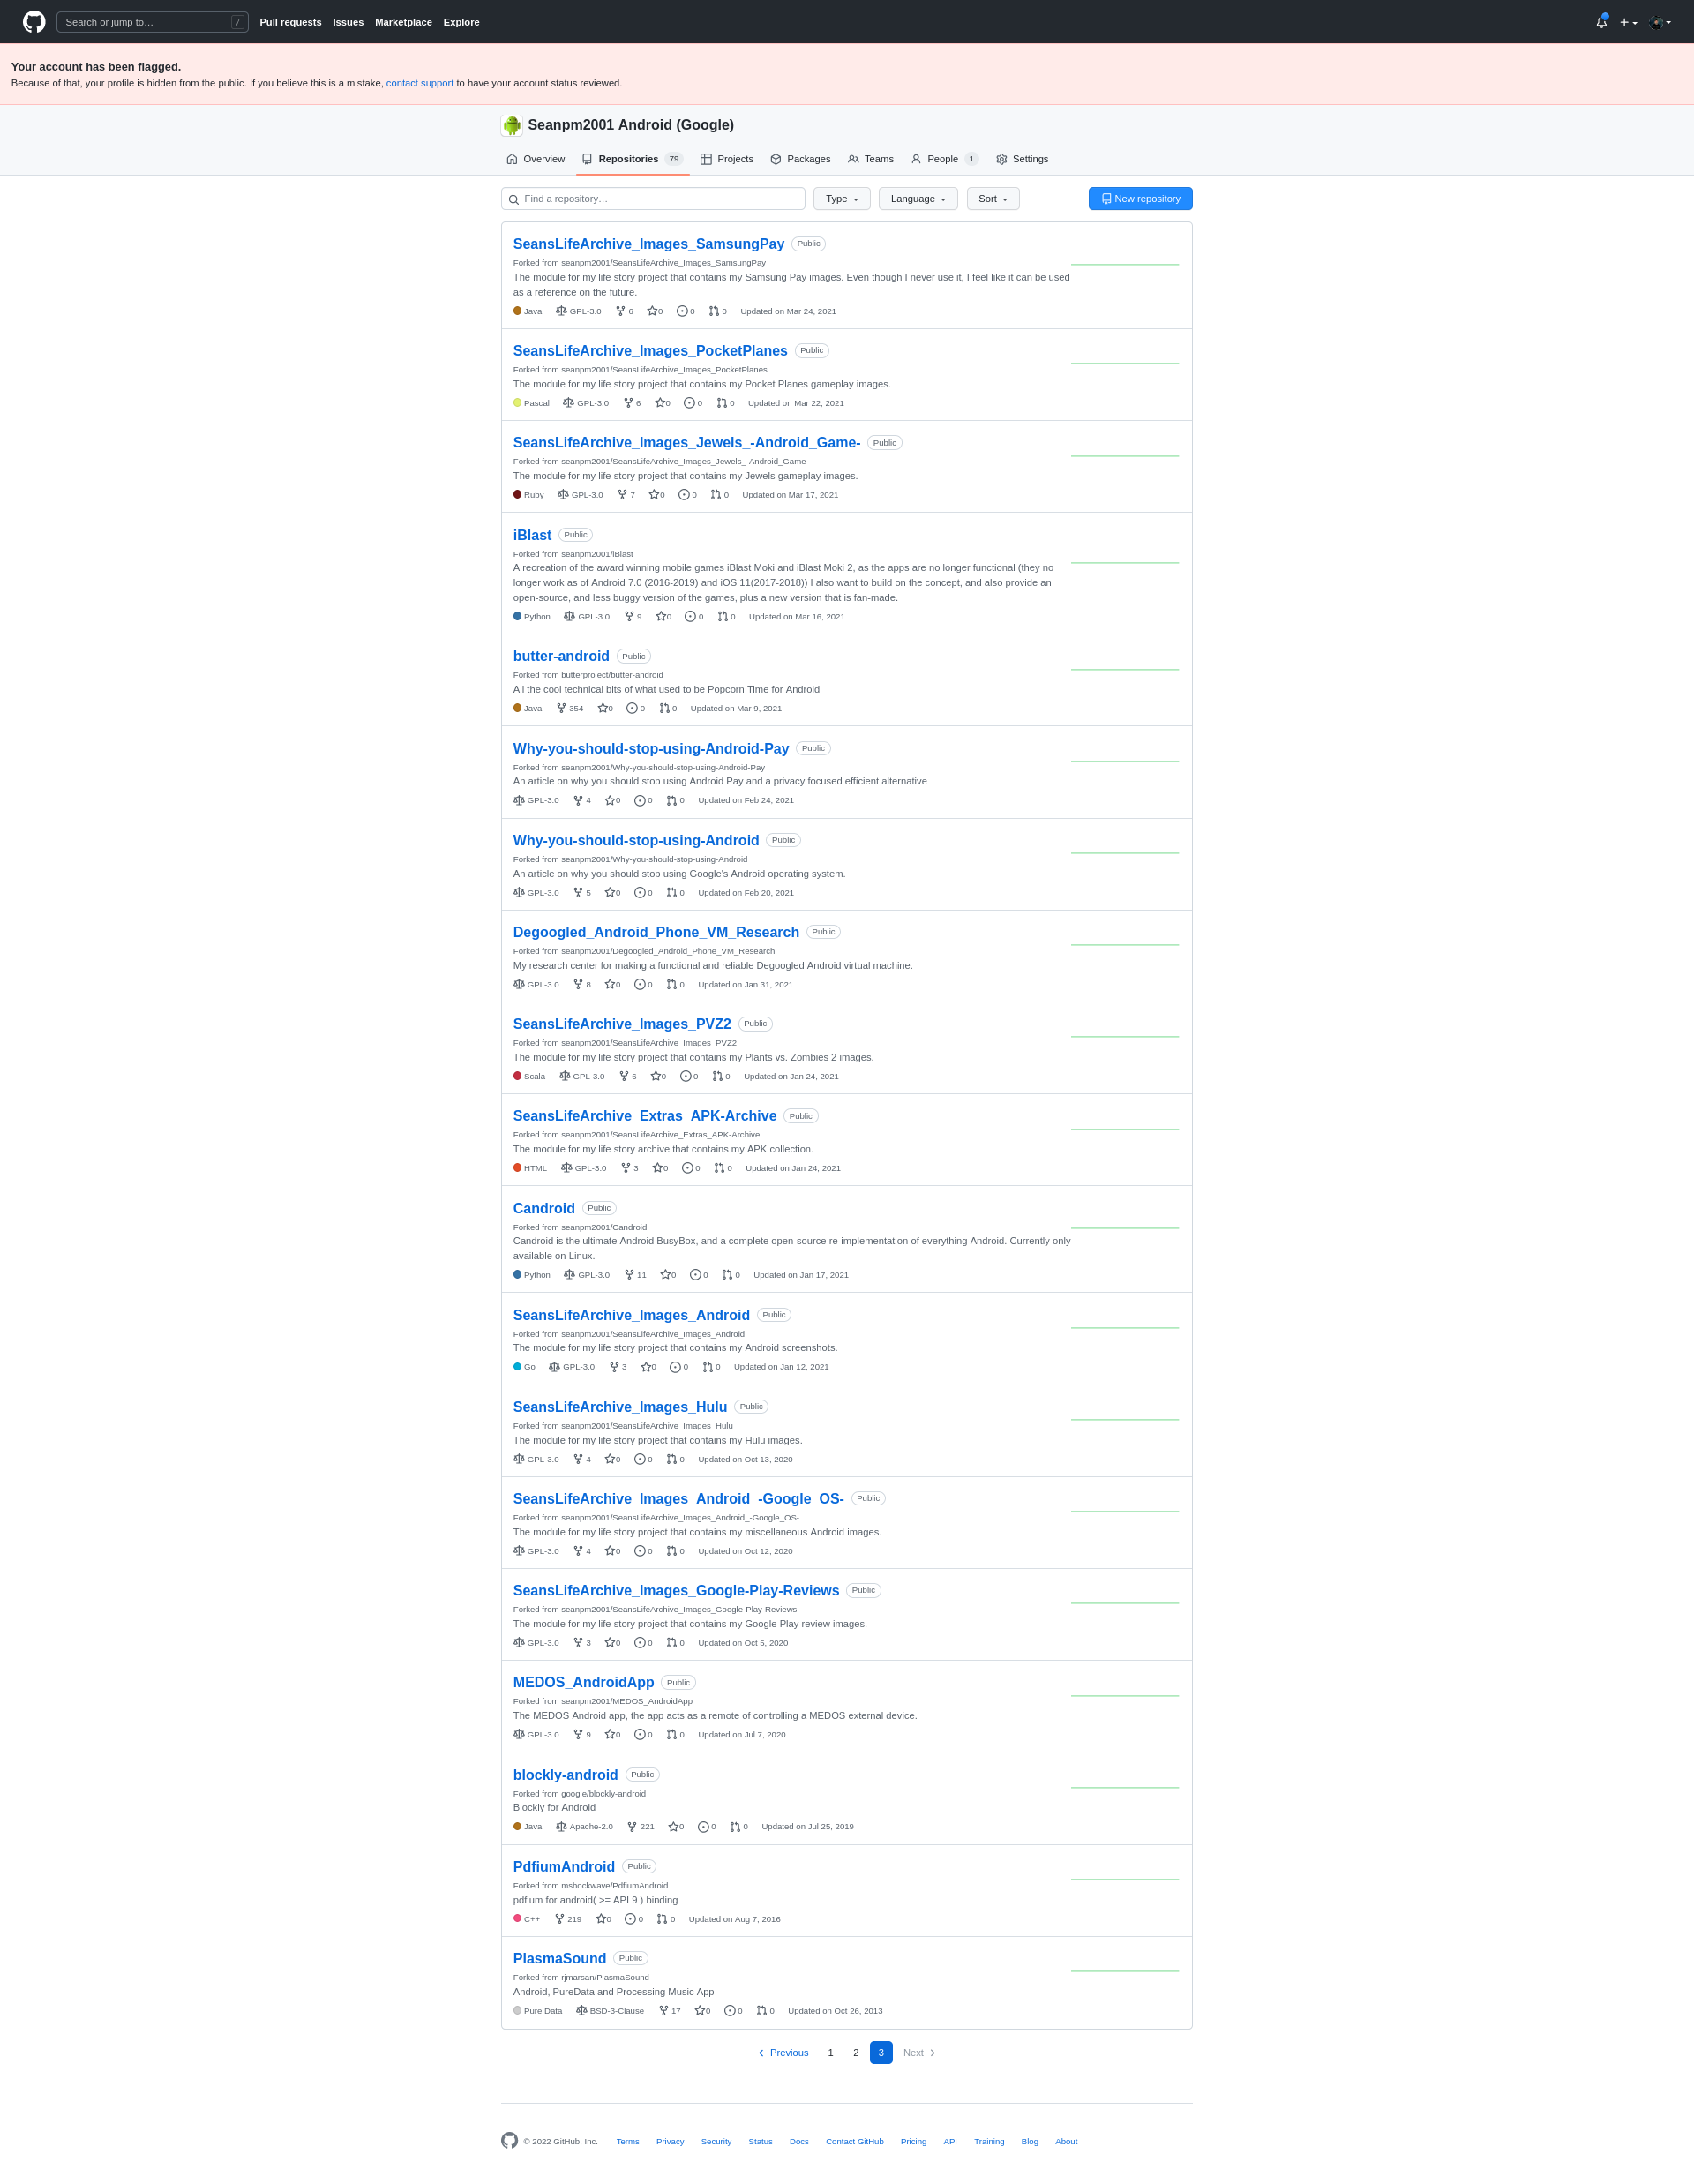 Search or jump to… /
Pull requests Issues Marketplace Explore
Your account has been flagged.
Because of that, your profile is hidden from the public. If you believe this is a mistake, contact support to have your account status reviewed.
Seanpm2001 Android (Google)
Overview Repositories 79 Projects Packages Teams People 1 Settings
Find a repository… Type Language Sort New repository
SeansLifeArchive_Images_SamsungPay Public
Forked from seanpm2001/SeansLifeArchive_Images_SamsungPay
The module for my life story project that contains my Samsung Pay images. Even though I never use it, I feel like it can be used
as a reference on the future.
Java GPL-3.0 6 0 0 0 Updated on Mar 24, 2021
SeansLifeArchive_Images_PocketPlanes Public
Forked from seanpm2001/SeansLifeArchive_Images_PocketPlanes
The module for my life story project that contains my Pocket Planes gameplay images.
Pascal GPL-3.0 6 0 0 0 Updated on Mar 22, 2021
SeansLifeArchive_Images_Jewels_-Android_Game- Public
Forked from seanpm2001/SeansLifeArchive_Images_Jewels_-Android_Game-
The module for my life story project that contains my Jewels gameplay images.
Ruby GPL-3.0 7 0 0 0 Updated on Mar 17, 2021
iBlast Public
Forked from seanpm2001/iBlast
A recreation of the award winning mobile games iBlast Moki and iBlast Moki 2, as the apps are no longer functional (they no
longer work as of Android 7.0 (2016-2019) and iOS 11(2017-2018)) I also want to build on the concept, and also provide an
open-source, and less buggy version of the games, plus a new version that is fan-made.
Python GPL-3.0 9 0 0 0 Updated on Mar 16, 2021
butter-android Public
Forked from butterproject/butter-android
All the cool technical bits of what used to be Popcorn Time for Android
Java 354 0 0 0 Updated on Mar 9, 2021
Why-you-should-stop-using-Android-Pay Public
Forked from seanpm2001/Why-you-should-stop-using-Android-Pay
An article on why you should stop using Android Pay and a privacy focused efficient alternative
GPL-3.0 4 0 0 0 Updated on Feb 24, 2021
Why-you-should-stop-using-Android Public
Forked from seanpm2001/Why-you-should-stop-using-Android
An article on why you should stop using Google's Android operating system.
GPL-3.0 5 0 0 0 Updated on Feb 20, 2021
Degoogled_Android_Phone_VM_Research Public
Forked from seanpm2001/Degoogled_Android_Phone_VM_Research
My research center for making a functional and reliable Degoogled Android virtual machine.
GPL-3.0 8 0 0 0 Updated on Jan 31, 2021
SeansLifeArchive_Images_PVZ2 Public
Forked from seanpm2001/SeansLifeArchive_Images_PVZ2
The module for my life story project that contains my Plants vs. Zombies 2 images.
Scala GPL-3.0 6 0 0 0 Updated on Jan 24, 2021
SeansLifeArchive_Extras_APK-Archive Public
Forked from seanpm2001/SeansLifeArchive_Extras_APK-Archive
The module for my life story archive that contains my APK collection.
HTML GPL-3.0 3 0 0 0 Updated on Jan 24, 2021
Candroid Public
Forked from seanpm2001/Candroid
Candroid is the ultimate Android BusyBox, and a complete open-source re-implementation of everything Android. Currently only
available on Linux.
Python GPL-3.0 11 0 0 0 Updated on Jan 17, 2021
SeansLifeArchive_Images_Android Public
Forked from seanpm2001/SeansLifeArchive_Images_Android
The module for my life story project that contains my Android screenshots.
Go GPL-3.0 3 0 0 0 Updated on Jan 12, 2021
SeansLifeArchive_Images_Hulu Public
Forked from seanpm2001/SeansLifeArchive_Images_Hulu
The module for my life story project that contains my Hulu images.
GPL-3.0 4 0 0 0 Updated on Oct 13, 2020
SeansLifeArchive_Images_Android_-Google_OS- Public
Forked from seanpm2001/SeansLifeArchive_Images_Android_-Google_OS-
The module for my life story project that contains my miscellaneous Android images.
GPL-3.0 4 0 0 0 Updated on Oct 12, 2020
SeansLifeArchive_Images_Google-Play-Reviews Public
Forked from seanpm2001/SeansLifeArchive_Images_Google-Play-Reviews
The module for my life story project that contains my Google Play review images.
GPL-3.0 3 0 0 0 Updated on Oct 5, 2020
MEDOS_AndroidApp Public
Forked from seanpm2001/MEDOS_AndroidApp
The MEDOS Android app, the app acts as a remote of controlling a MEDOS external device.
GPL-3.0 9 0 0 0 Updated on Jul 7, 2020
blockly-android Public
Forked from google/blockly-android
Blockly for Android
Java Apache-2.0 221 0 0 0 Updated on Jul 25, 2019
PdfiumAndroid Public
Forked from mshockwave/PdfiumAndroid
pdfium for android( >= API 9 ) binding
C++ 219 0 0 0 Updated on Aug 7, 2016
PlasmaSound Public
Forked from rjmarsan/PlasmaSound
Android, PureData and Processing Music App
Pure Data BSD-3-Clause 17 0 0 0 Updated on Oct 26, 2013
Previous 1 2 3 Next
© 2022 GitHub, Inc. Terms Privacy Security Status Docs Contact GitHub Pricing API Training Blog About